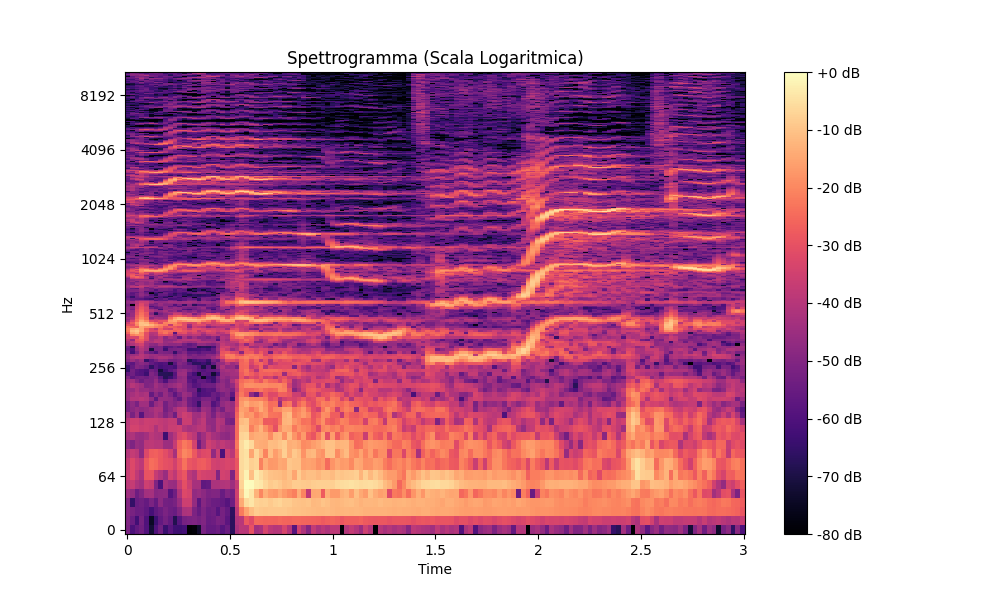 Spettrogramma (Scala Logaritmica)
Hz
8192
4096
2048
1024
512
256
128
64
0
0
0.5
1
1.5
2
2.5
3
Time
+0 dB
-10 dB
-20 dB
-30 dB
-40 dB
-50 dB
-60 dB
-70 dB
-80 dB